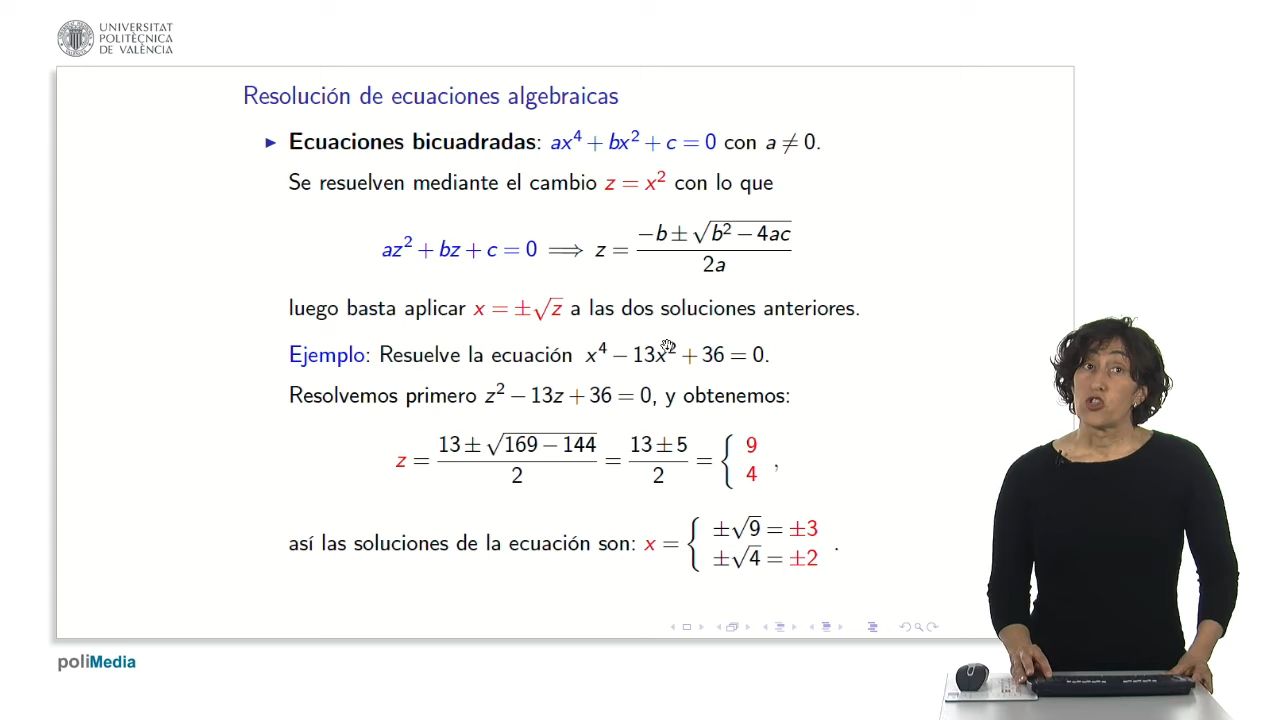 UNIVERSITAT
POLITÈCNICA
DE VALÈNCIA
Resolución de ecuaciones algebraicas
▶ Ecuaciones bicuadradas: ax⁴ + bx² + c = 0 con a ≠ 0.
Se resuelven mediante el cambio z = x² con lo que
az² + bz + c = 0 ⟹ z = (−b ± √(b² − 4ac)) / 2a
luego basta aplicar x = ±√z a las dos soluciones anteriores.
Ejemplo: Resuelve la ecuación x⁴ − 13x² + 36 = 0.
Resolvemos primero z² − 13z + 36 = 0, y obtenemos:
z = (13 ± √(169 − 144)) / 2 = (13 ± 5) / 2 = { 9 4 ,
así las soluciones de la ecuación son: x = { ±√9 = ±3 ±√4 = ±2 .
poliMedia